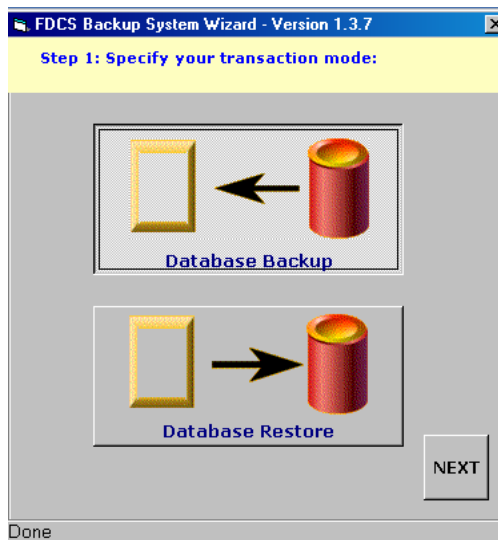 FDCS Backup System Wizard - Version 1.3.7
Step 1: Specify your transaction mode:
Database Backup
Database Restore
NEXT
Done